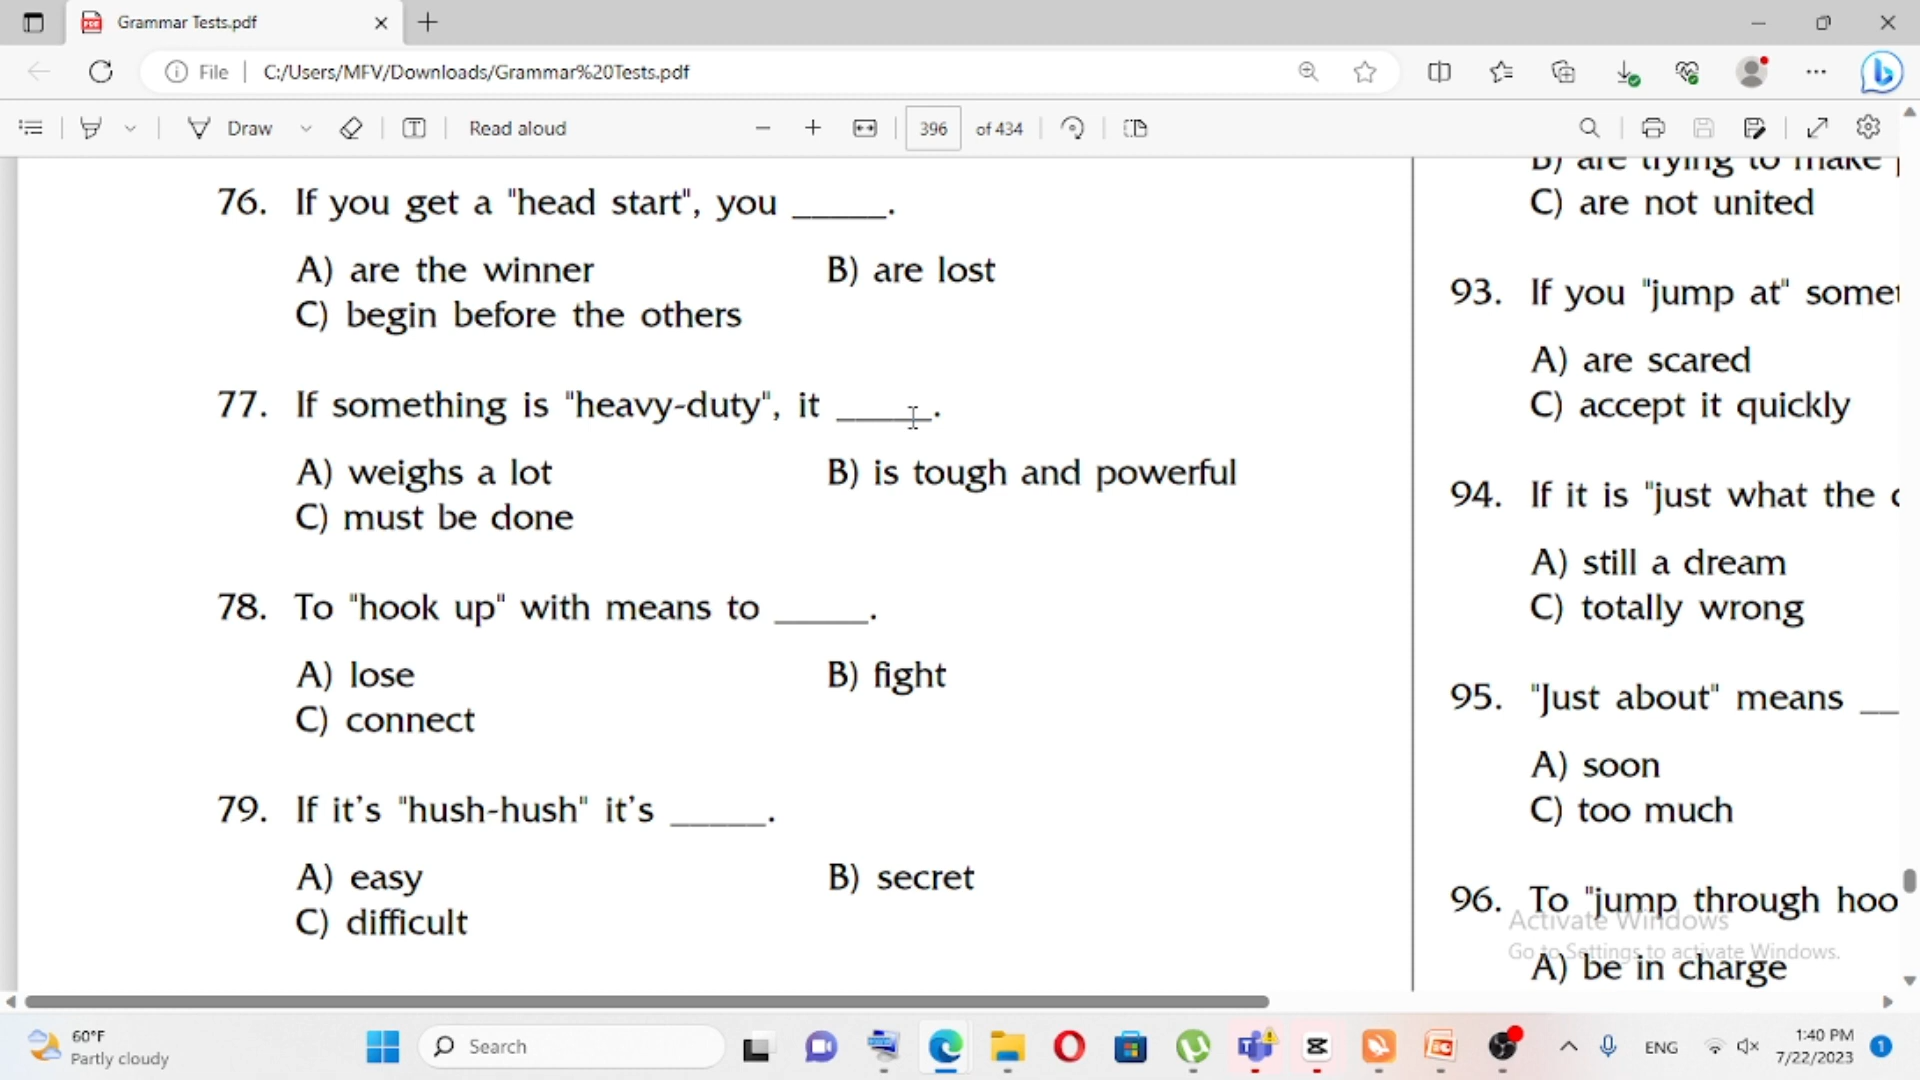 Grammar Tests.pdf
File
C:/Users/MFV/Downloads/Grammar%20Tests.pdf
Draw
Read aloud
396 of 434
76. If you get a "head start", you _____.
A) are the winner B) are lost
C) begin before the others
77. If something is "heavy-duty", it _____.
A) weighs a lot B) is tough and powerful
C) must be done
78. To "hook up" with means to _____.
A) lose B) fight
C) connect
79. If it's "hush-hush" it's _____.
A) easy B) secret
C) difficult
B) are trying to make
C) are not united
93. If you "jump at"
A) are scared
C) accept it quickly
94. If it is "just what the
A) still a dream
C) totally wrong
95. "Just about" means __
A) soon
C) too much
96. To "jump through
A) be in charge
Activate Windows
Go to Settings to activate Windows.
60°F
Partly cloudy
Search
ENG
1:40 PM
7/22/2023
1